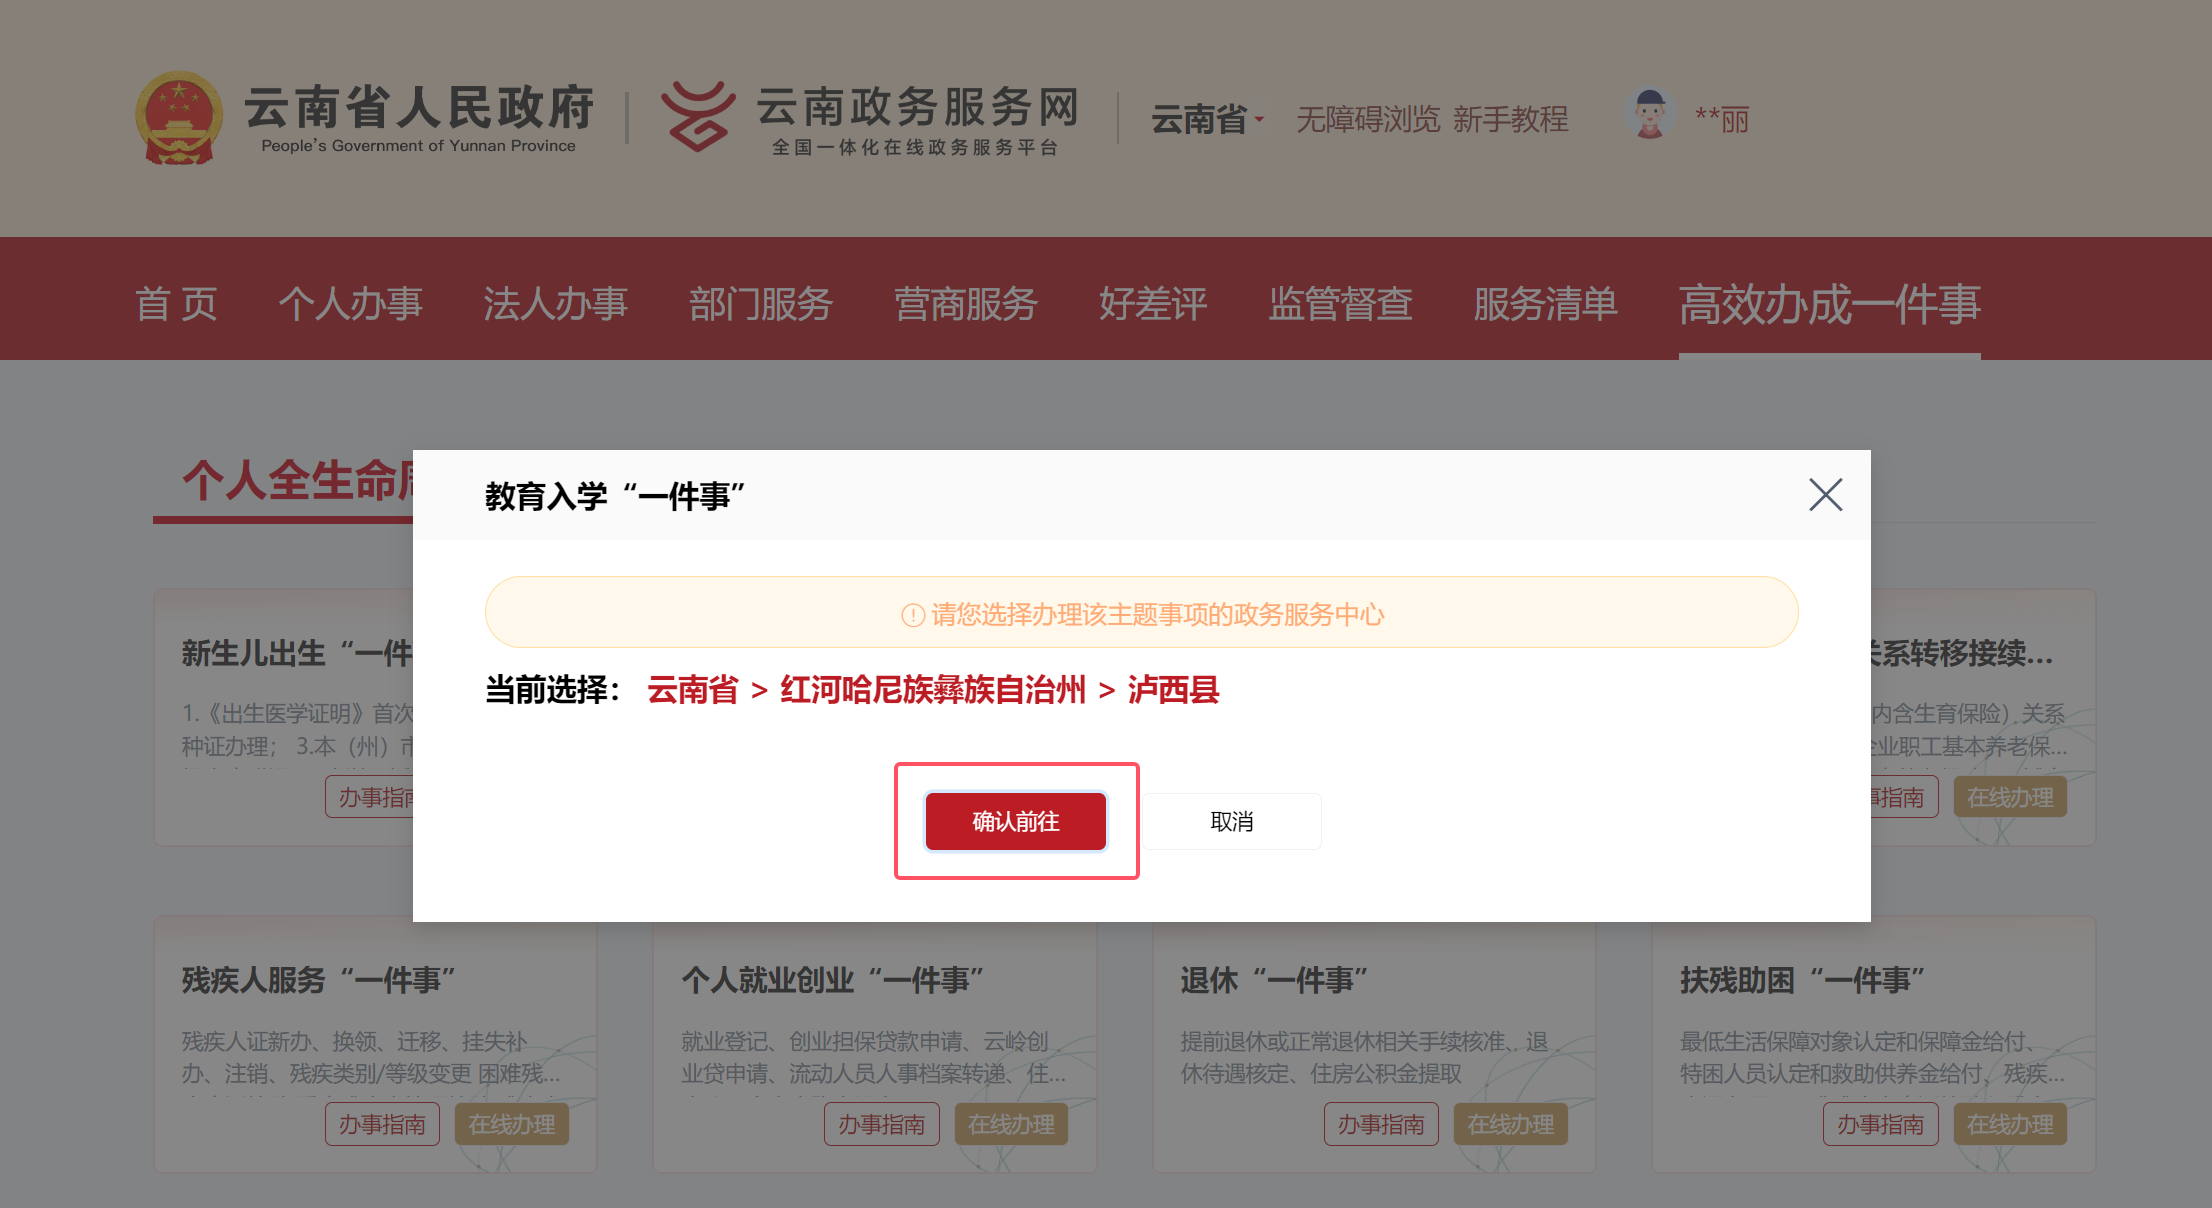 云南省人民政府
People's Government of Yunnan Province
云南政务服务网
全国一体化在线政务服务平台
云南省 无障碍浏览 新手教程 **丽
首 页 个人办事 法人办事 部门服务 营商服务 好差评 监管督查 服务清单 高效办成一件事
个人全生命
教育入学“一件事”
请您选择办理该主题事项的政务服务中心
当前选择： 云南省 > 红河哈尼族彝族自治州 > 泸西县
确认前往 取消
新生儿出生“一件
1.《出生医学证明》首次
种证办理； 3.本（州）市
办事指南
系转移接续...
内含生育保险）关系
业职工基本养老保...
事指南 在线办理
残疾人服务“一件事”
残疾人证新办、换领、迁移、挂失补
办、注销、残疾类别/等级变更 困难残...
办事指南 在线办理
个人就业创业“一件事”
就业登记、创业担保贷款申请、云岭创
业贷申请、流动人员人事档案转递、住...
办事指南 在线办理
退休“一件事”
提前退休或正常退休相关手续核准、退
休待遇核定、住房公积金提取
办事指南 在线办理
扶残助困“一件事”
最低生活保障对象认定和保障金给付、
特困人员认定和救助供养金给付、残疾...
办事指南 在线办理